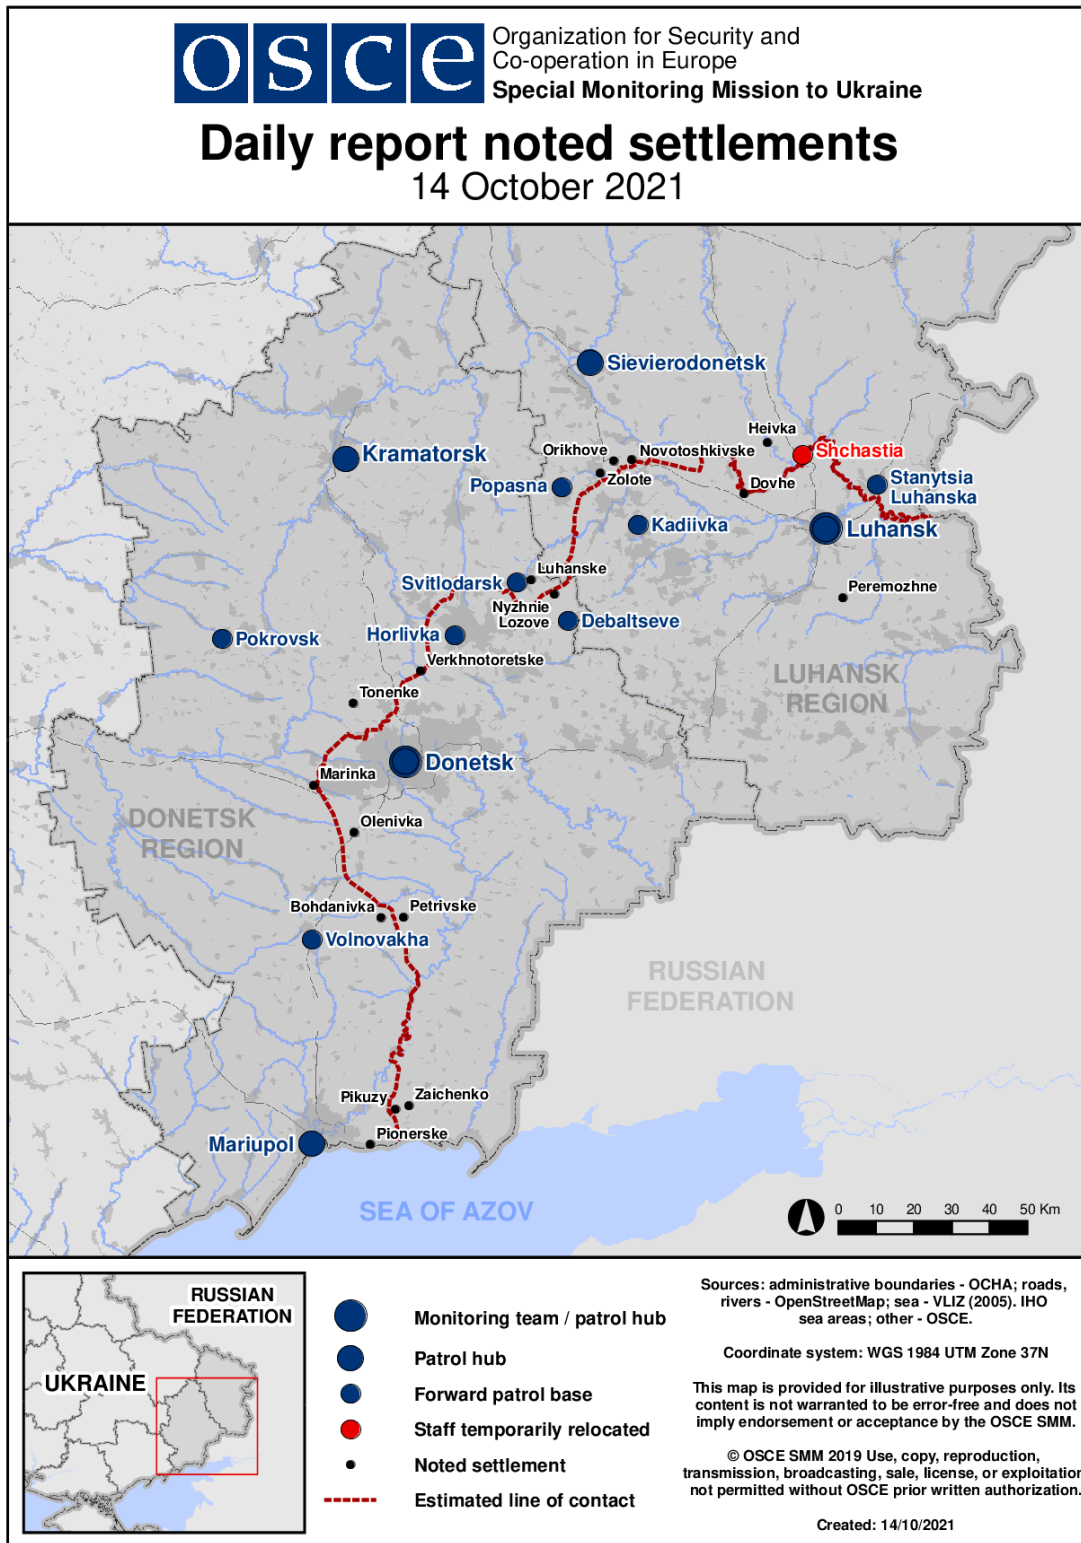 osce
Organization for Security and
Co-operation in Europe
Special Monitoring Mission to Ukraine
Daily report noted settlements
14 October 2021
Sievierodonetsk
Heivka
Kramatorsk
Orikhove
Novotoshkivske
Shchastia
Popasna
Zolote
Dovhe
Stanytsia
Luhanska
Kadiivka
Luhansk
Svitlodarsk
Luhanske
Peremozhne
Nyzhnie
Lozove
Debaltseve
Pokrovsk
Horlivka
Verkhnotoretske
LUHANSK
REGION
Tonenke
Donetsk
Marinka
DONETSK
REGION
Olenivka
Bohdanivka
Petrivske
Volnovakha
RUSSIAN
FEDERATION
Pikuzy
Zaichenko
Pionerske
Mariupol
SEA OF AZOV
0 10 20 30 40 50 Km
RUSSIAN
FEDERATION
UKRAINE
Monitoring team / patrol hub
Patrol hub
Forward patrol base
Staff temporarily relocated
Noted settlement
Estimated line of contact
Sources: administrative boundaries - OCHA; roads,
rivers - OpenStreetMap; sea - VLIZ (2005). IHO
sea areas; other - OSCE.
Coordinate system: WGS 1984 UTM Zone 37N
This map is provided for illustrative purposes only. Its
content is not warranted to be error-free and does not
imply endorsement or acceptance by the OSCE SMM.
© OSCE SMM 2019 Use, copy, reproduction,
transmission, broadcasting, sale, license, or exploitation
not permitted without OSCE prior written authorization.
Created: 14/10/2021